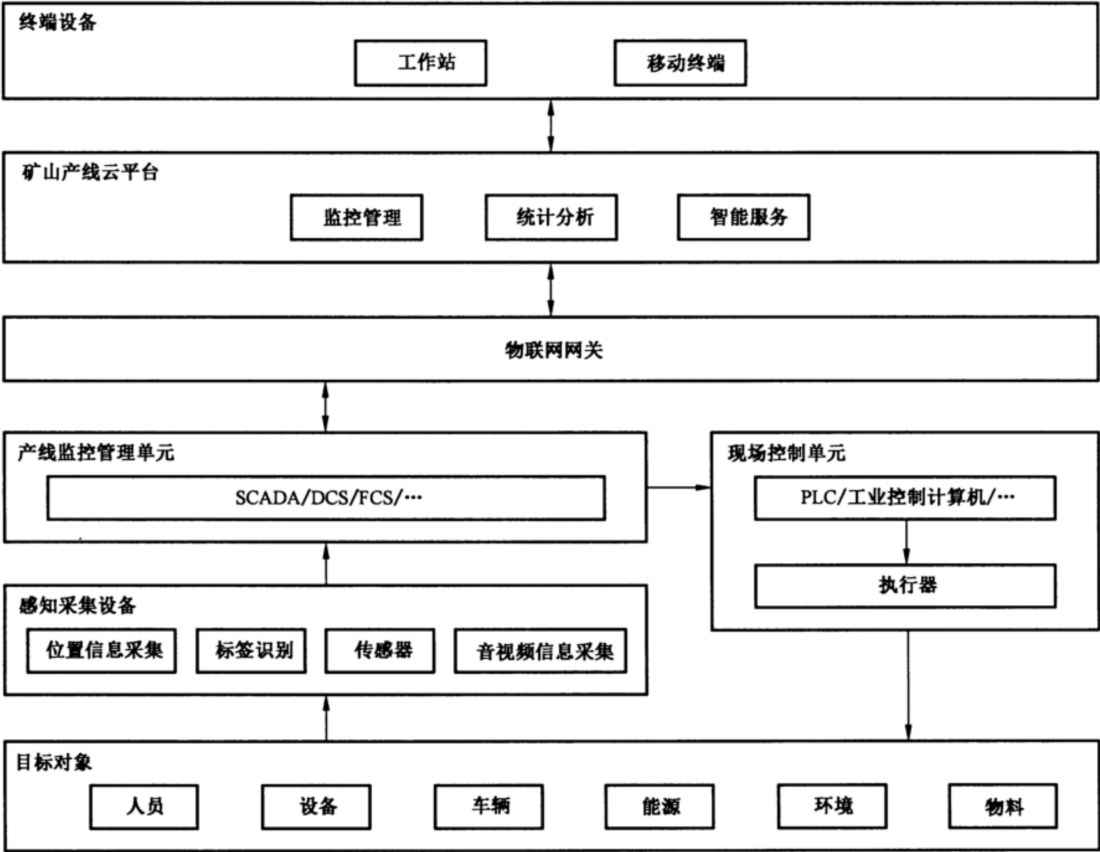 终端设备
工作站
移动终端
矿山产线云平台
监控管理
统计分析
智能服务
物联网网关
产线监控管理单元
SCADA/DCS/FCS/…
现场控制单元
PLC/工业控制计算机/…
执行器
感知采集设备
位置信息采集
标签识别
传感器
音视频信息采集
目标对象
人员
设备
车辆
能源
环境
物料